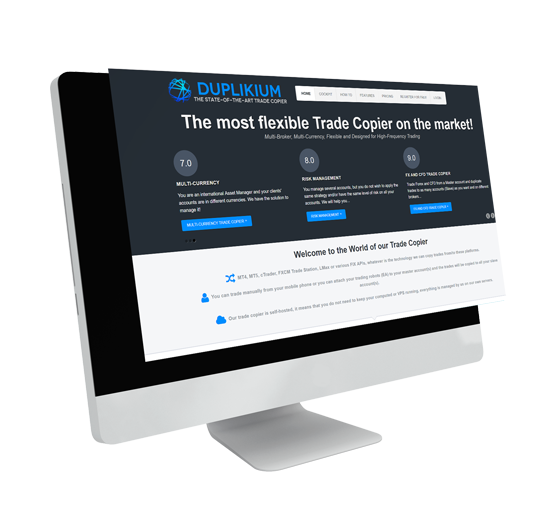 DUPLIKIUM
THE STATE-OF-THE-ART TRADE COPIER
HOME COCKPIT HOW TO FEATURES PRICING
The most flexible Trade Copier on the market!
Multi-Broker, Multi-Currency, Flexible and Designed for High-Frequency Trading
7.0
MULTI-CURRENCY
You are an international Asset Manager and your clients'
accounts are in different currencies. We have the solution to
manage it!
MULTI-CURRENCY TRADE COPIER
8.0
RISK MANAGEMENT
You manage several accounts, but you do not wish to apply the
same strategy and/or have the same level of risk on all your
accounts. We will help you...
RISK MANAGEMENT
9.0
FX AND CFD TRADE COPIER
Trade Forex and CFD from a Master account and duplicate
trades to as many accounts (Slaves) as you want and in different
brokers...
Welcome to the World of our Trade Copier
MT4, MT5, cTrader, FXCM Trade Station, LMax or various FIX APIs, whatever is the technology we can copy trades from/to those platforms.
You can trade manually from your mobile phone or you can attach your trading robots (EA) to your master account(s) and the trades will be copied to all your slave
account(s).
Our trade copier is self-hosted, it means that you do not need to keep your computer or VPS running, everything is managed by us on our own servers.